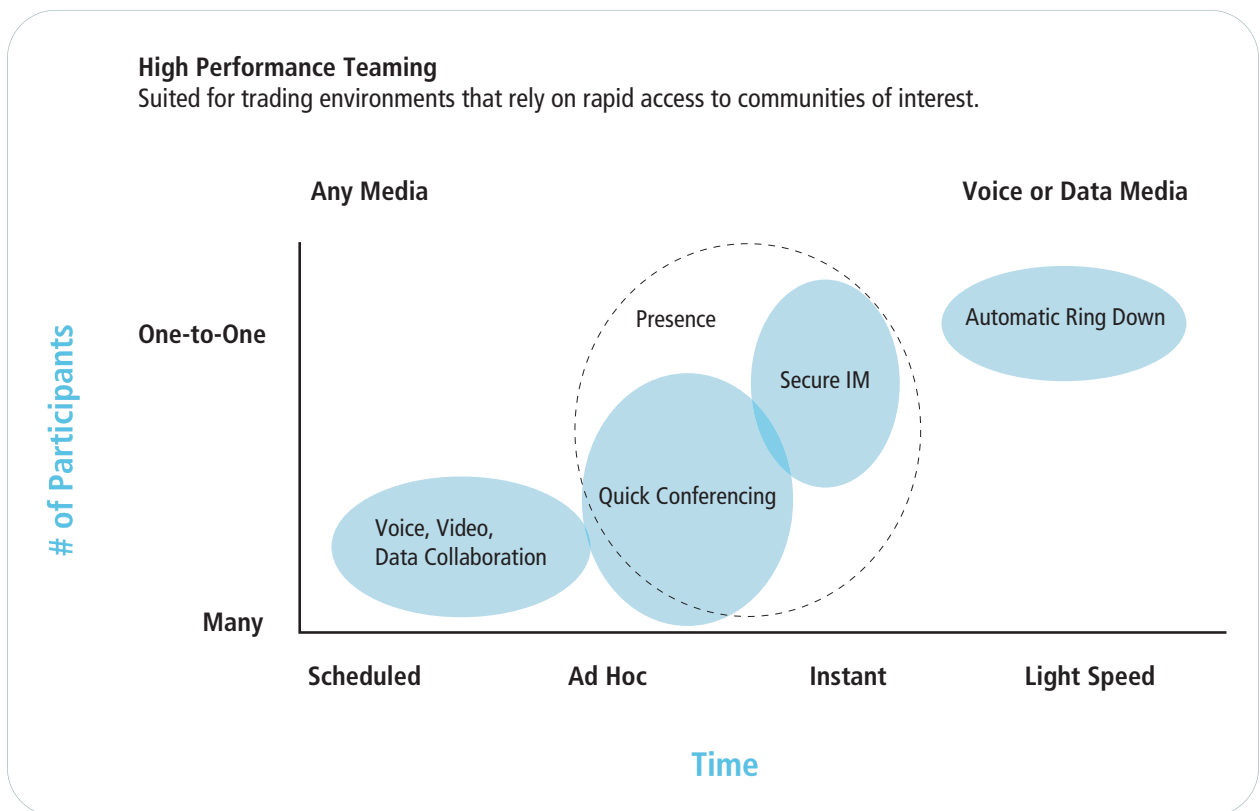 High Performance Teaming
Suited for trading environments that rely on rapid access to communities of interest.
Any Media
Voice or Data Media
# of Participants
One-to-One
Many
Presence
Automatic Ring Down
Secure IM
Quick Conferencing
Voice, Video,
Data Collaboration
Scheduled
Ad Hoc
Instant
Light Speed
Time